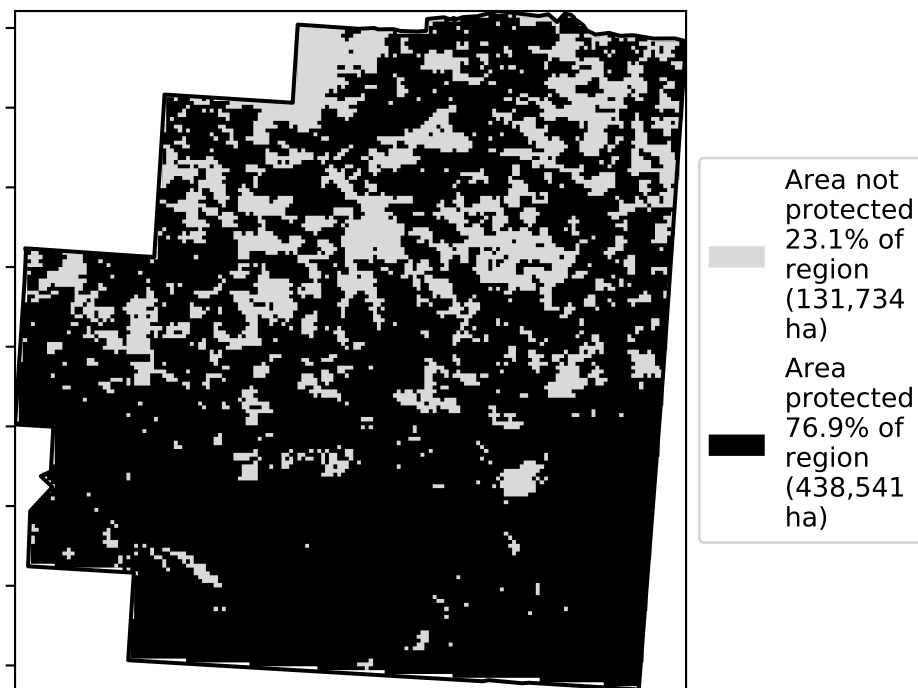 Area not
protected
23.1% of
region
(131,734
ha)
Area
protected
76.9% of
region
(438,541
ha)